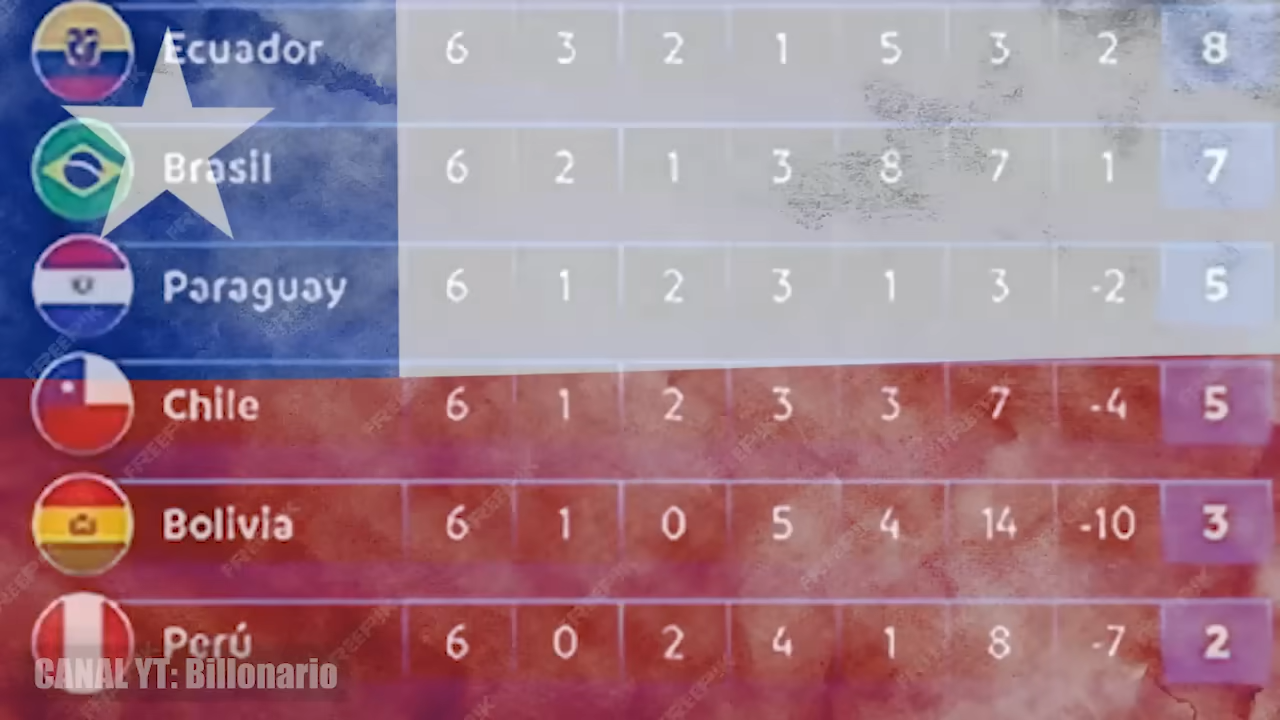 Ecuador 6 3 2 1 5 3 2 8
Brasil 6 2 1 3 8 7 1 7
Paraguay 6 1 2 3 1 3 -2 5
Chile 6 1 2 3 3 7 -4 5
Bolivia 6 1 0 5 4 14 -10 3
Perú 6 0 2 4 1 8 -7 2
CANAL YT: Billonario